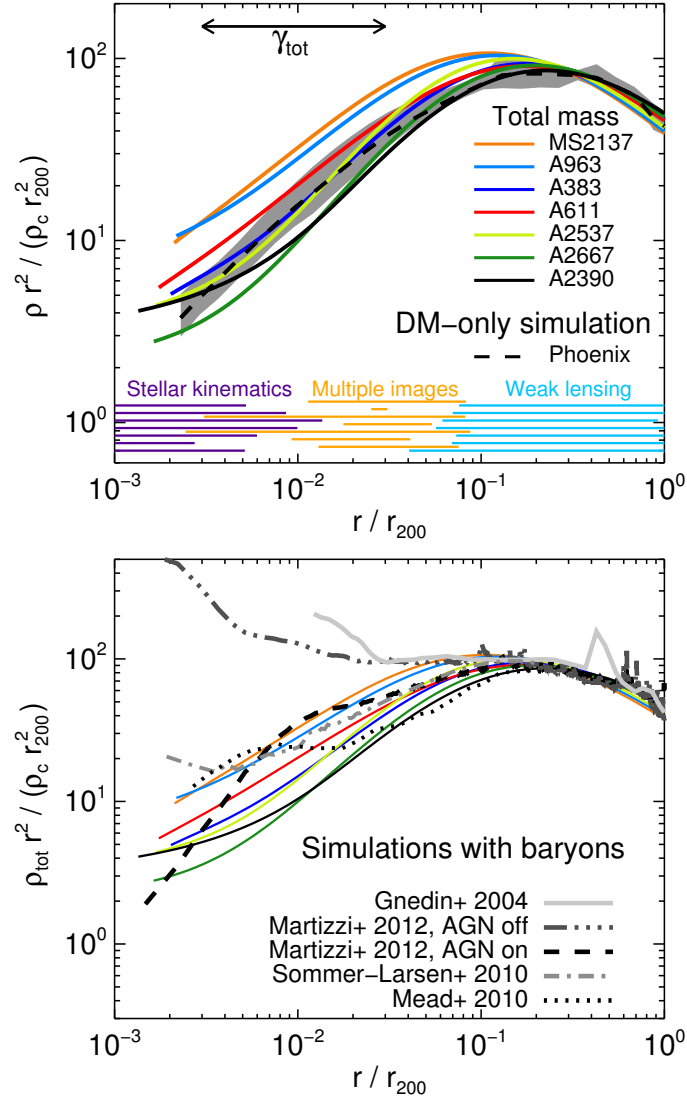 γtot
10²
Total mass
MS2137
A963
A383
A611
A2537
A2667
A2390
ρ r² / (ρc r²200)
10¹
DM−only simulation
Phoenix
Stellar kinematics Multiple images Weak lensing
10⁰
10⁻³ 10⁻² 10⁻¹ 10⁰
r / r200
10²
ρtot r² / (ρc r²200)
10¹
Simulations with baryons
Gnedin+ 2004
Martizzi+ 2012, AGN off
10⁰
Martizzi+ 2012, AGN on
Sommer−Larsen+ 2010
Mead+ 2010
10⁻³ 10⁻² 10⁻¹ 10⁰
r / r200